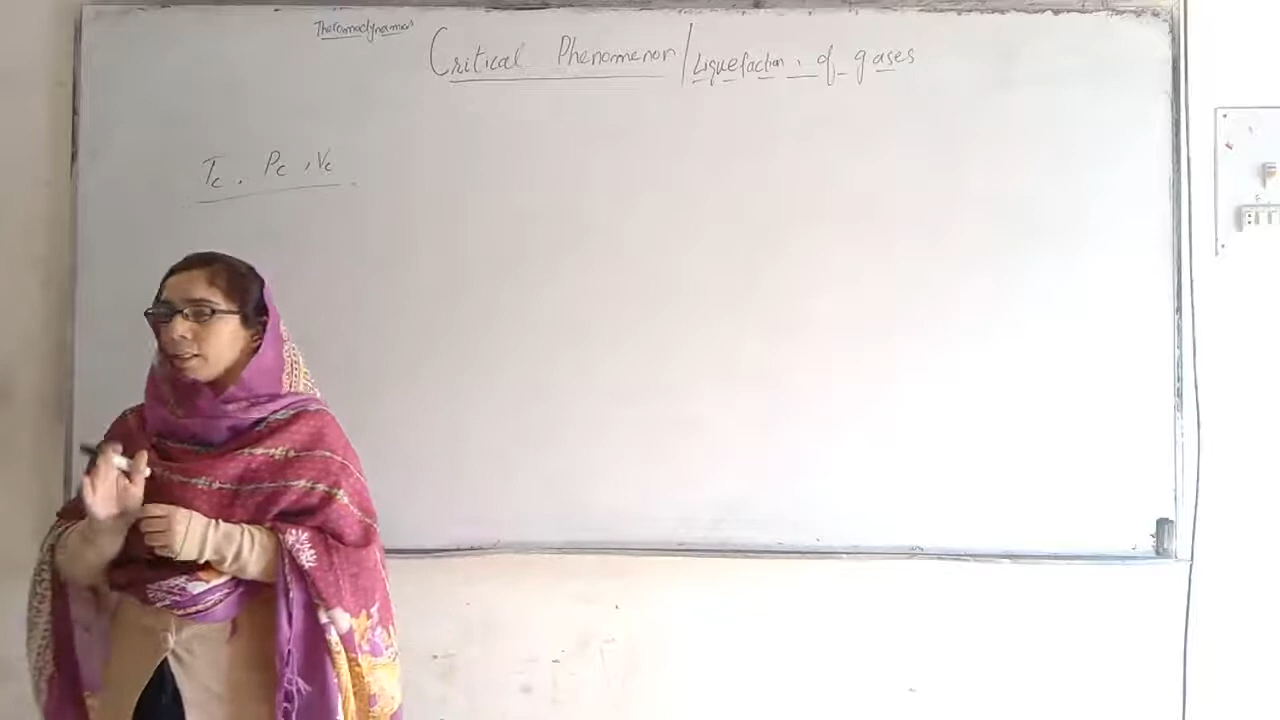 Thermodynamics
Critical Phenomenon / Liquefaction of gases
Tc, Pc, Vc